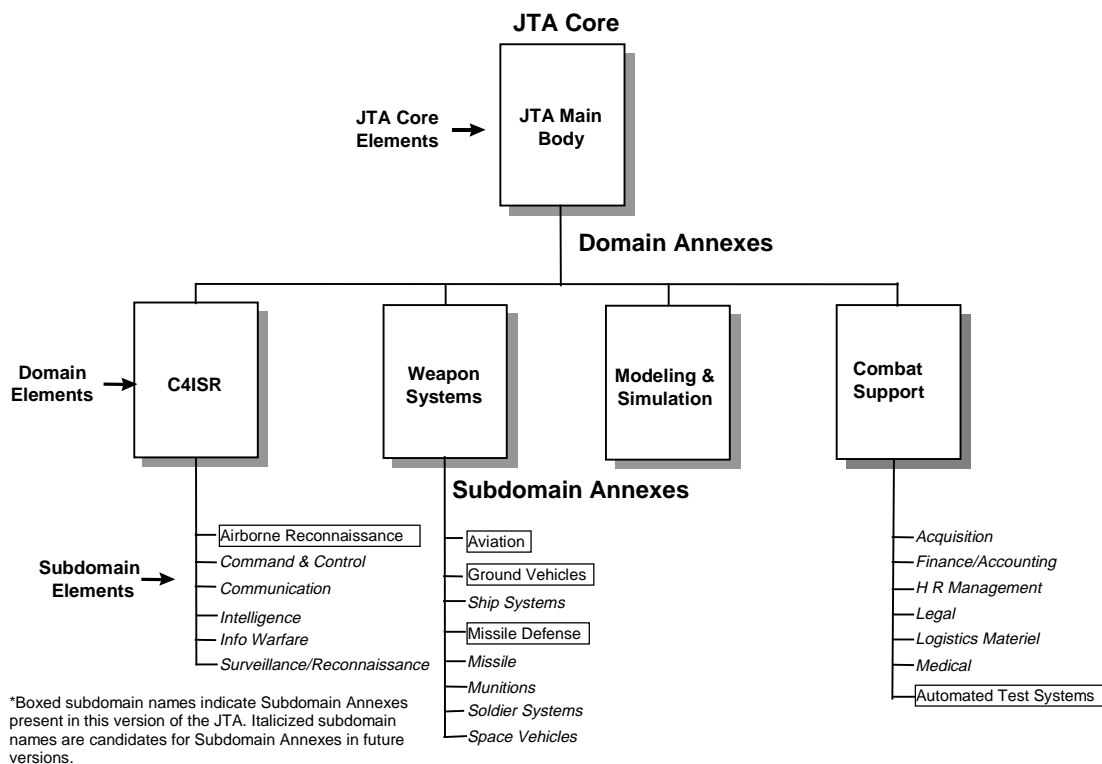 JTA Core
JTA Core
Elements
JTA Main
Body
Domain Annexes
Domain
Elements
C4ISR
Weapon
Systems
Modeling &
Simulation
Combat
Support
Subdomain Annexes
Subdomain
Elements
Airborne Reconnaissance
Command & Control
Communication
Intelligence
Info Warfare
Surveillance/Reconnaissance
Aviation
Ground Vehicles
Ship Systems
Missile Defense
Missile
Munitions
Soldier Systems
Space Vehicles
Acquisition
Finance/Accounting
H R Management
Legal
Logistics Materiel
Medical
Automated Test Systems
*Boxed subdomain names indicate Subdomain Annexes
present in this version of the JTA. Italicized subdomain
names are candidates for Subdomain Annexes in future
versions.